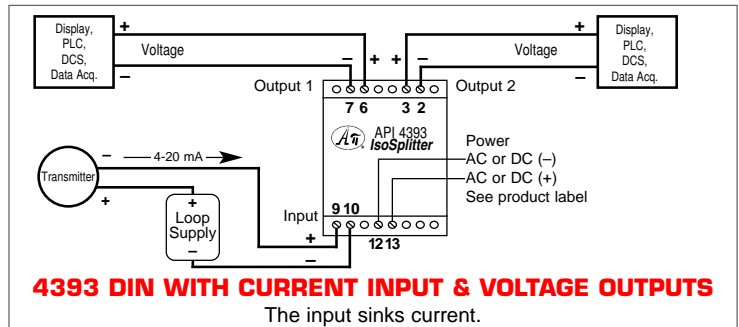 Display,
PLC,
DCS,
Data Acq.
+
–
Voltage
– + + –
Voltage
+
–
Display,
PLC,
DCS,
Data Acq.
Output 1
7 6 3 2
Output 2
API API 4393
IsoSplitter
Power
AC or DC (–)
AC or DC (+)
See product label
Transmitter
–
4-20 mA
+
+
Loop
Supply
–
Input
9 10
+
–
12 13
4393 DIN WITH CURRENT INPUT & VOLTAGE OUTPUTS
The input sinks current.